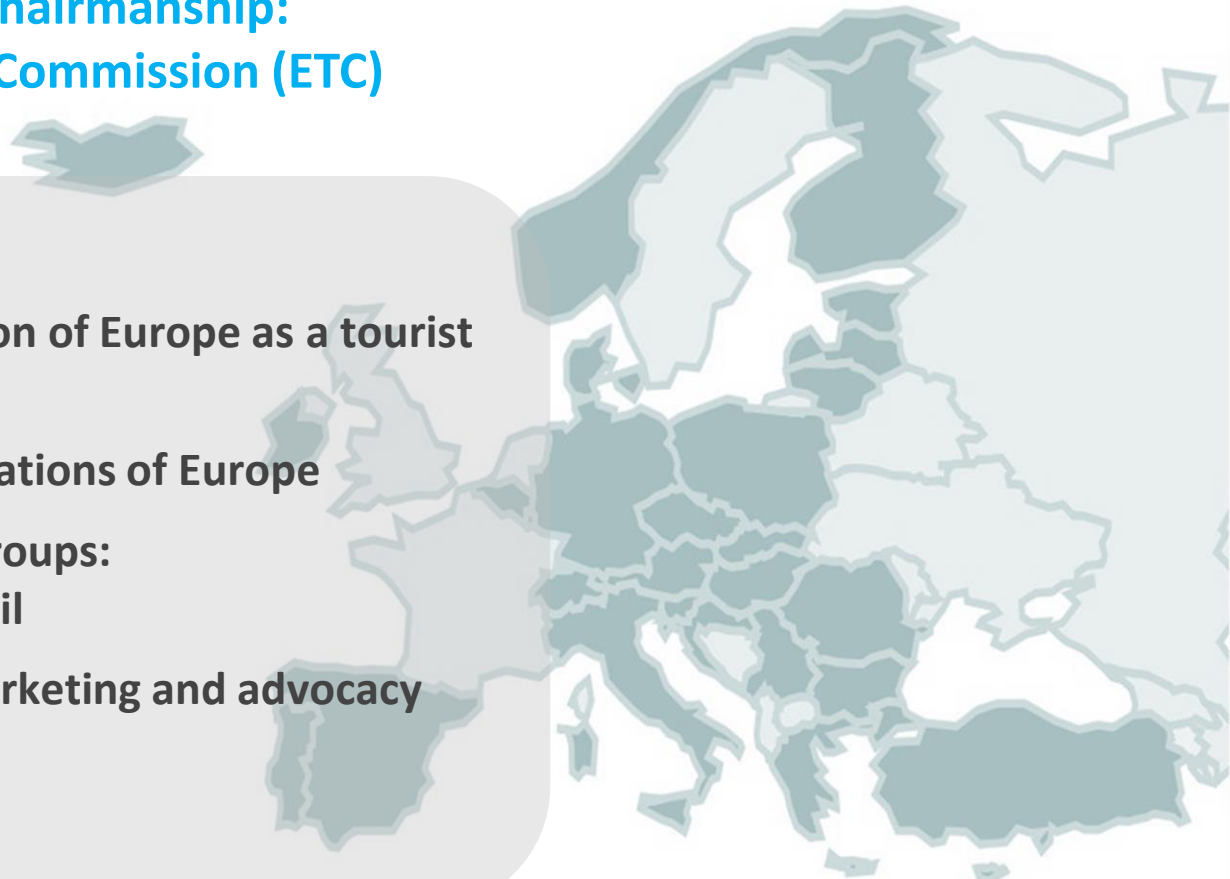 hairmanship:
Commission (ETC)
on of Europe as a tourist
ations of Europe
roups:
il
rketing and advocacy